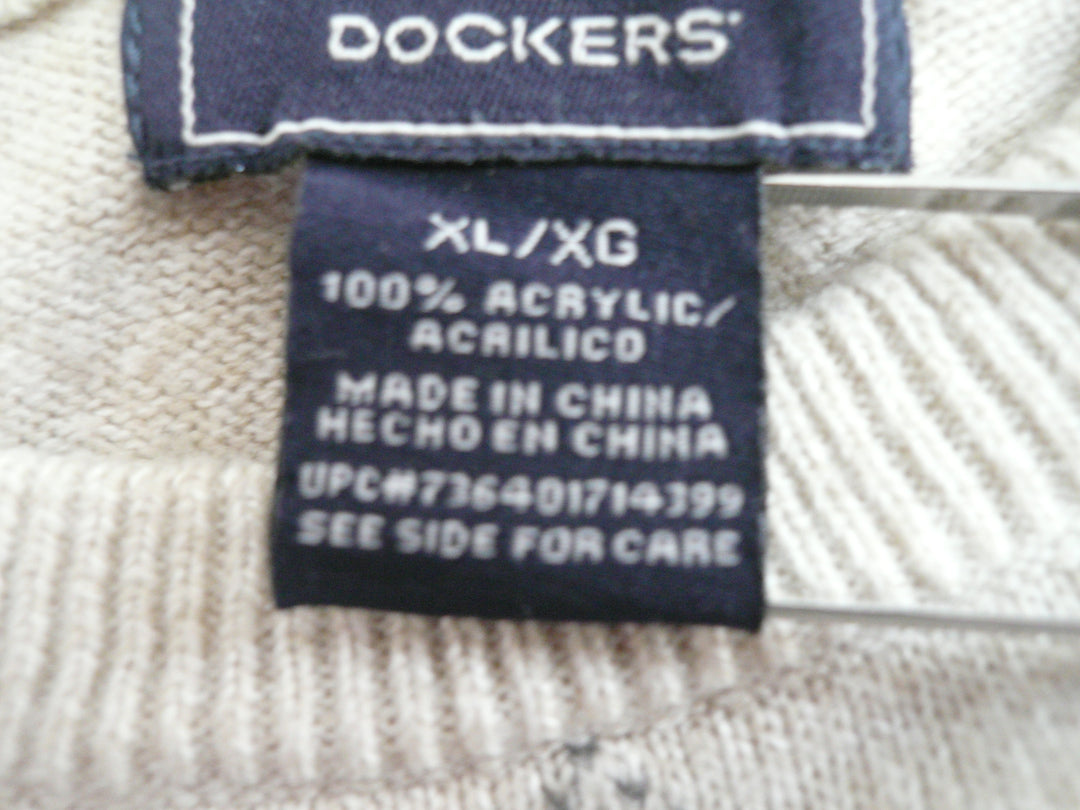 DOCKERS
XL/XG
100% ACRYLIC/
ACRILICO
MADE IN CHINA
HECHO EN CHINA
UPC#736401714399
SEE SIDE FOR CARE